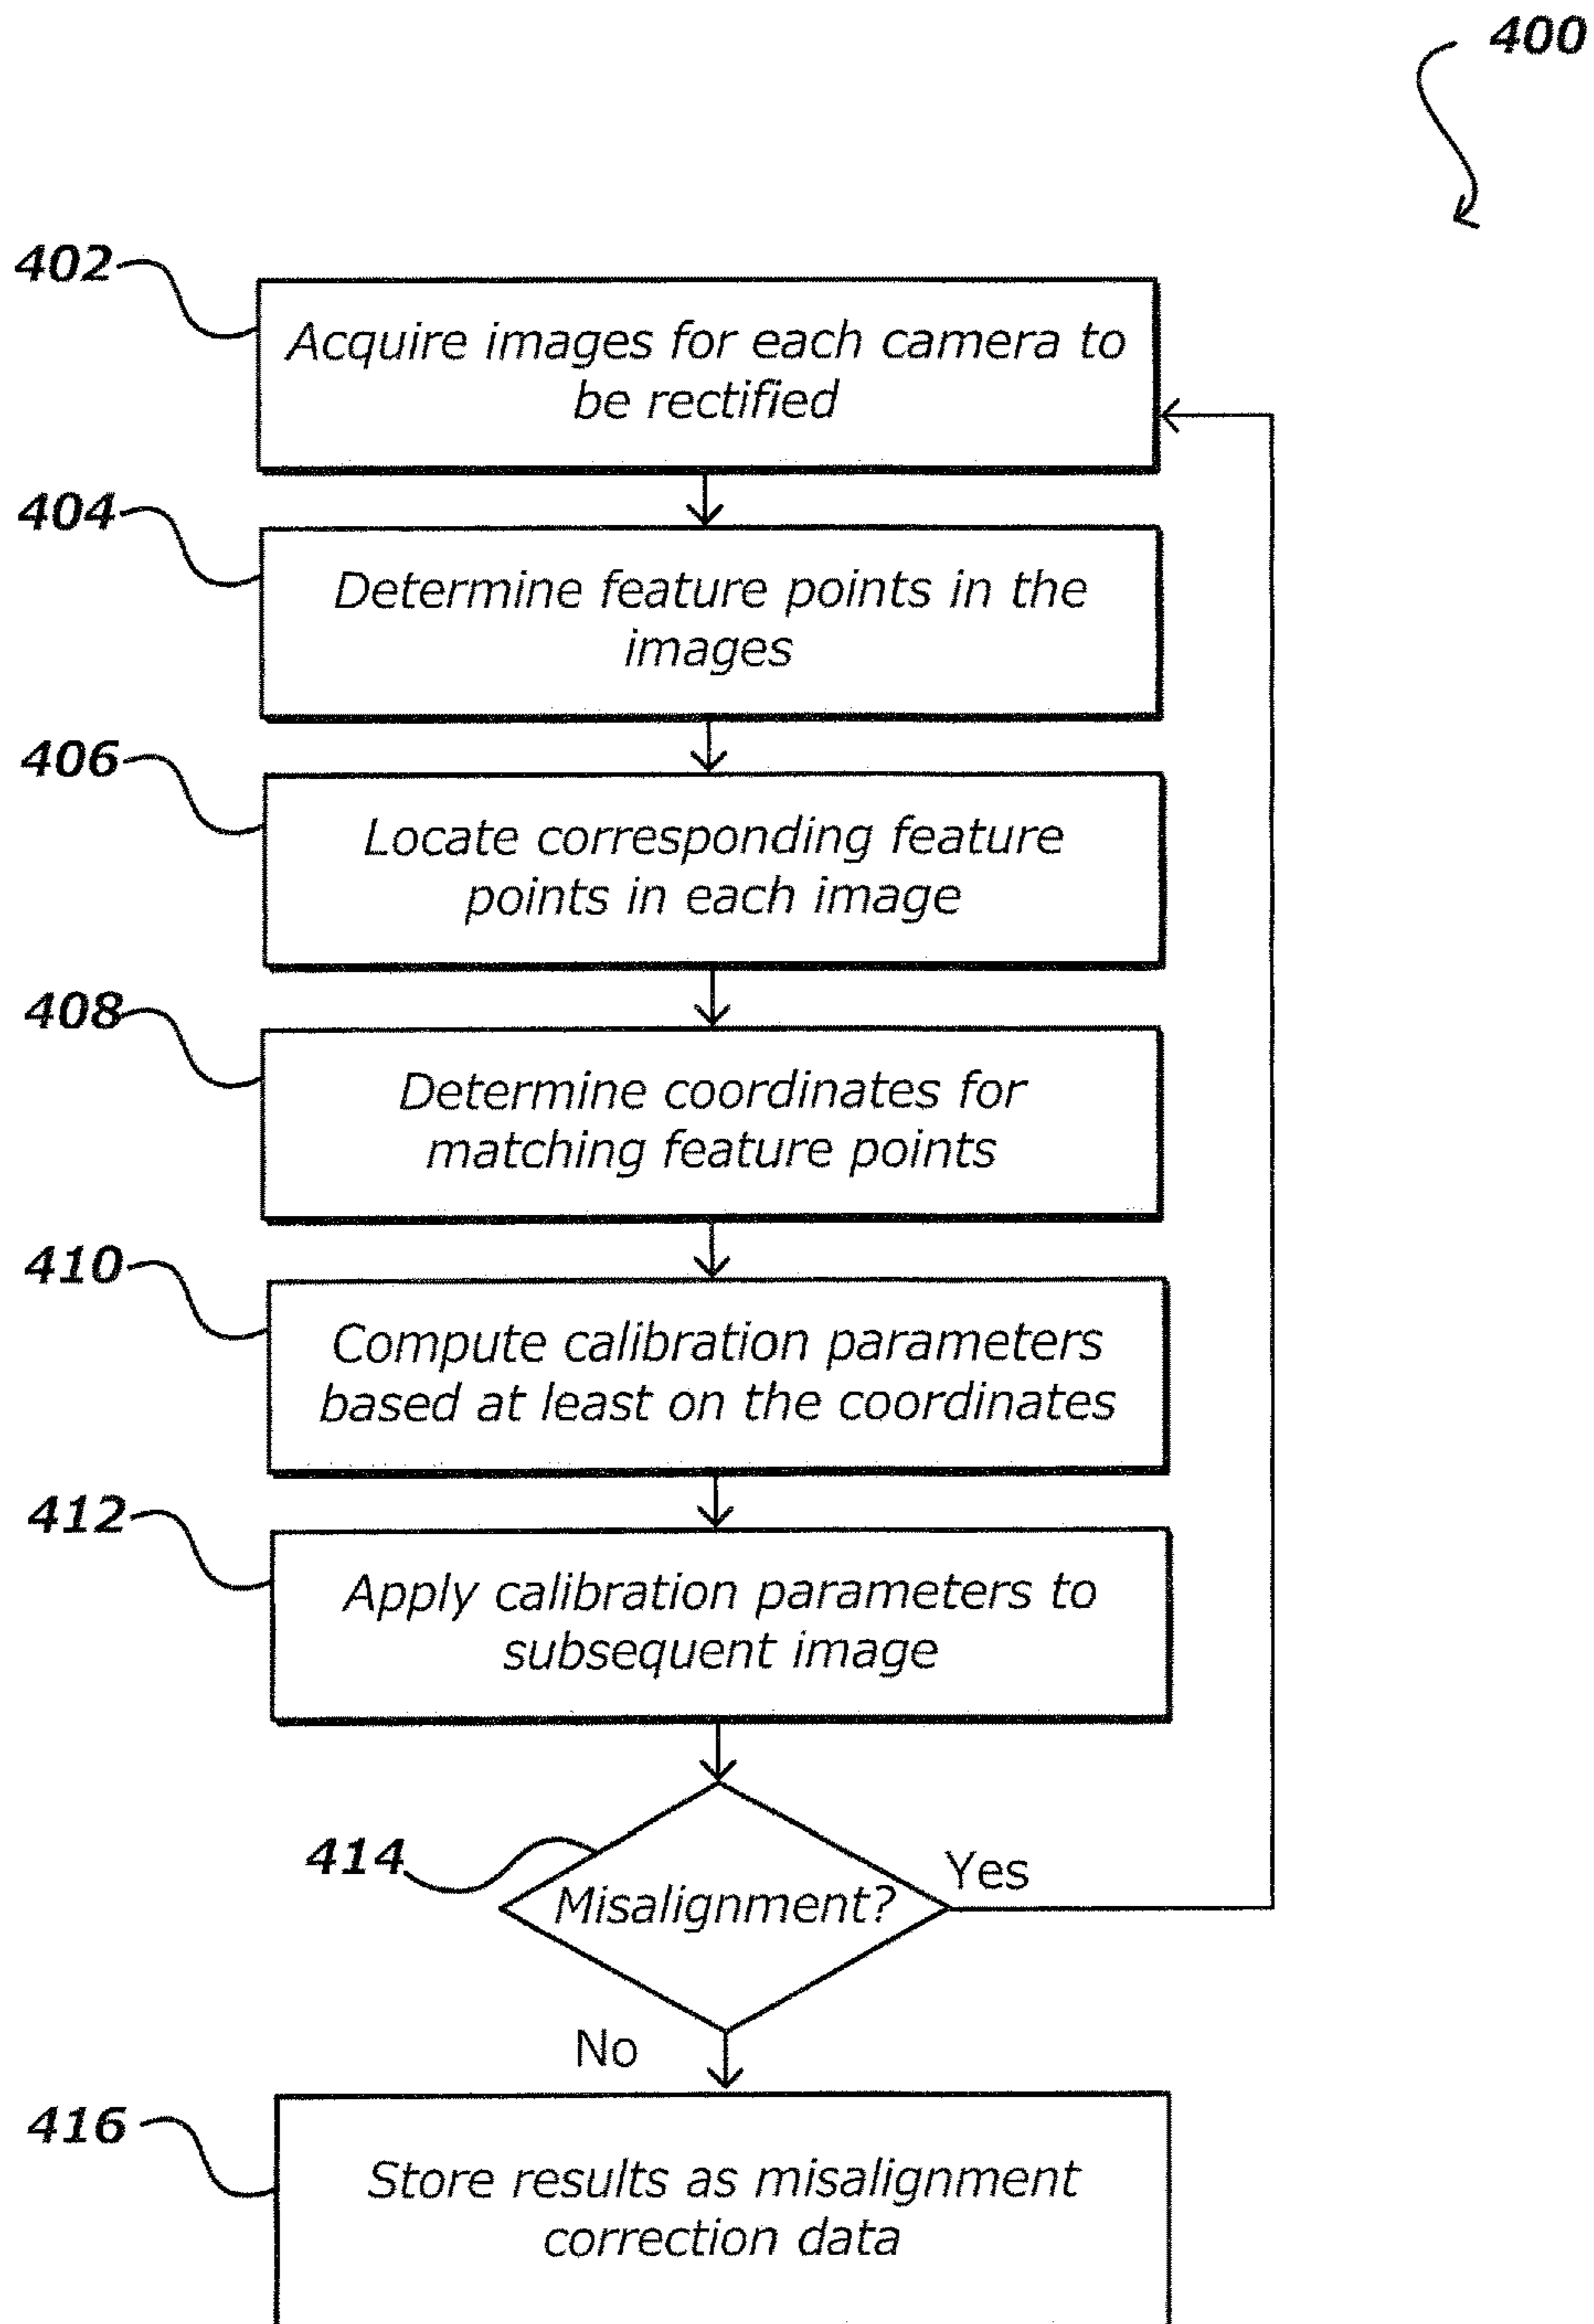 400
402
Acquire images for each camera to
be rectified
404
Determine feature points in the
images
406
Locate corresponding feature
points in each image
408
Determine coordinates for
matching feature points
410
Compute calibration parameters
based at least on the coordinates
412
Apply calibration parameters to
subsequent image
414
Misalignment?
Yes
No
416
Store results as misalignment
correction data